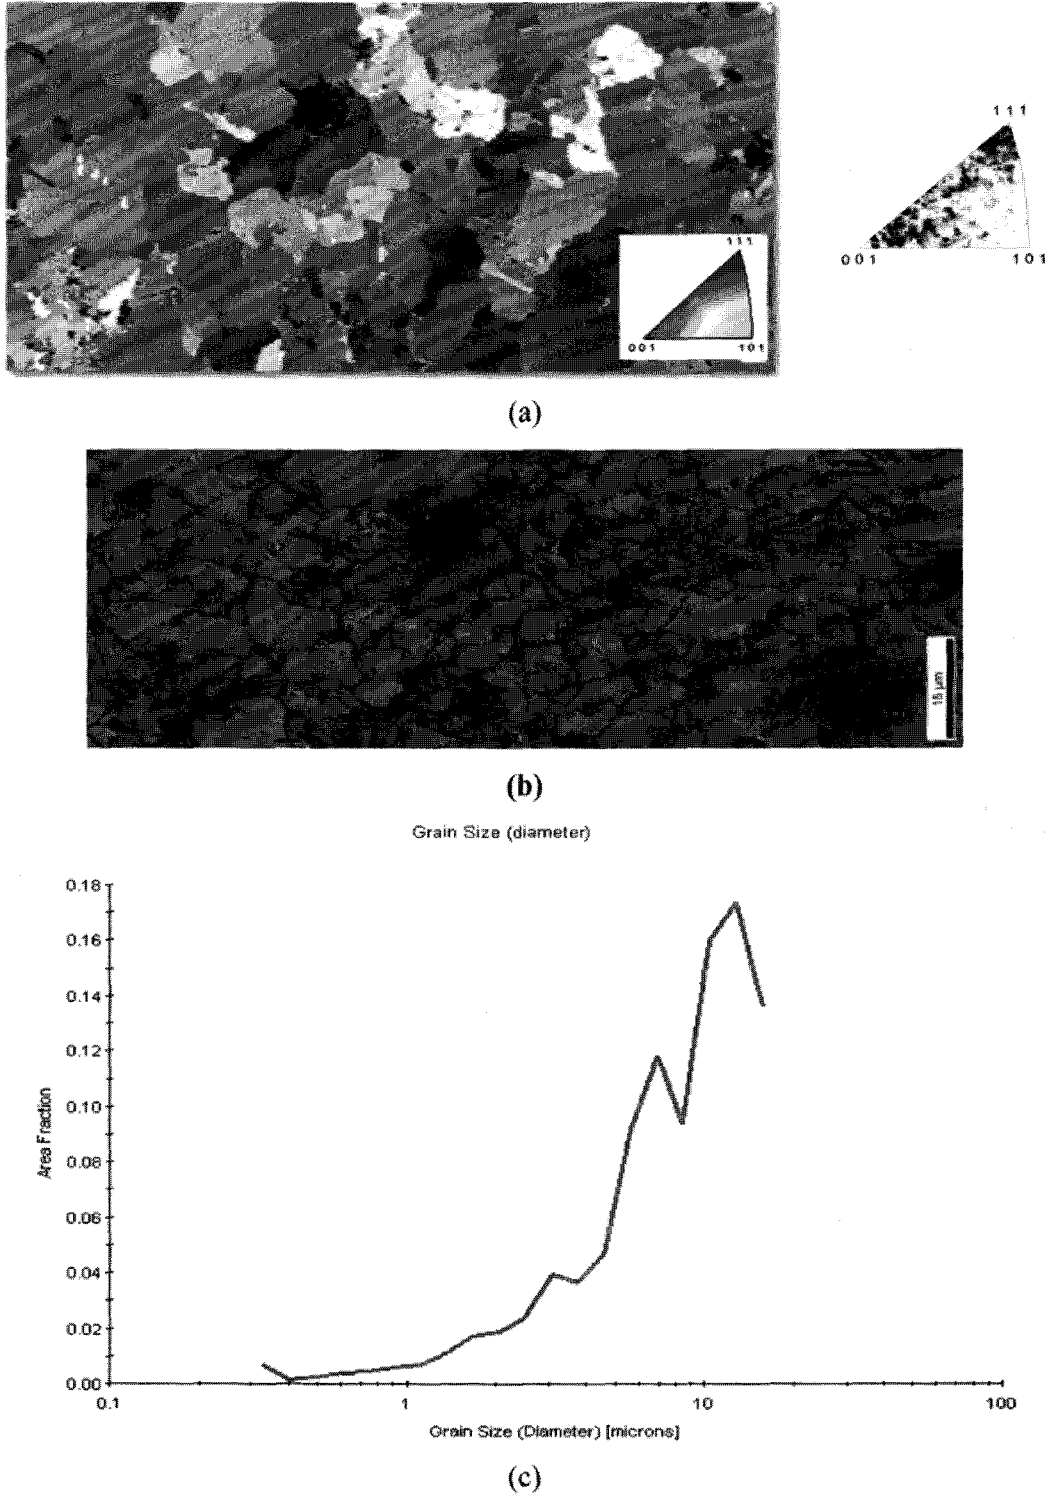 111
111
001
101
001
101
(a)
15 µm
(b)
Grain Size (diameter)
0.18
0.16
0.14
0.12
0.10
0.08
0.06
0.04
0.02
0.00
Area Fraction
0.1
1
10
100
Grain Size (Diameter) [microns]
(c)